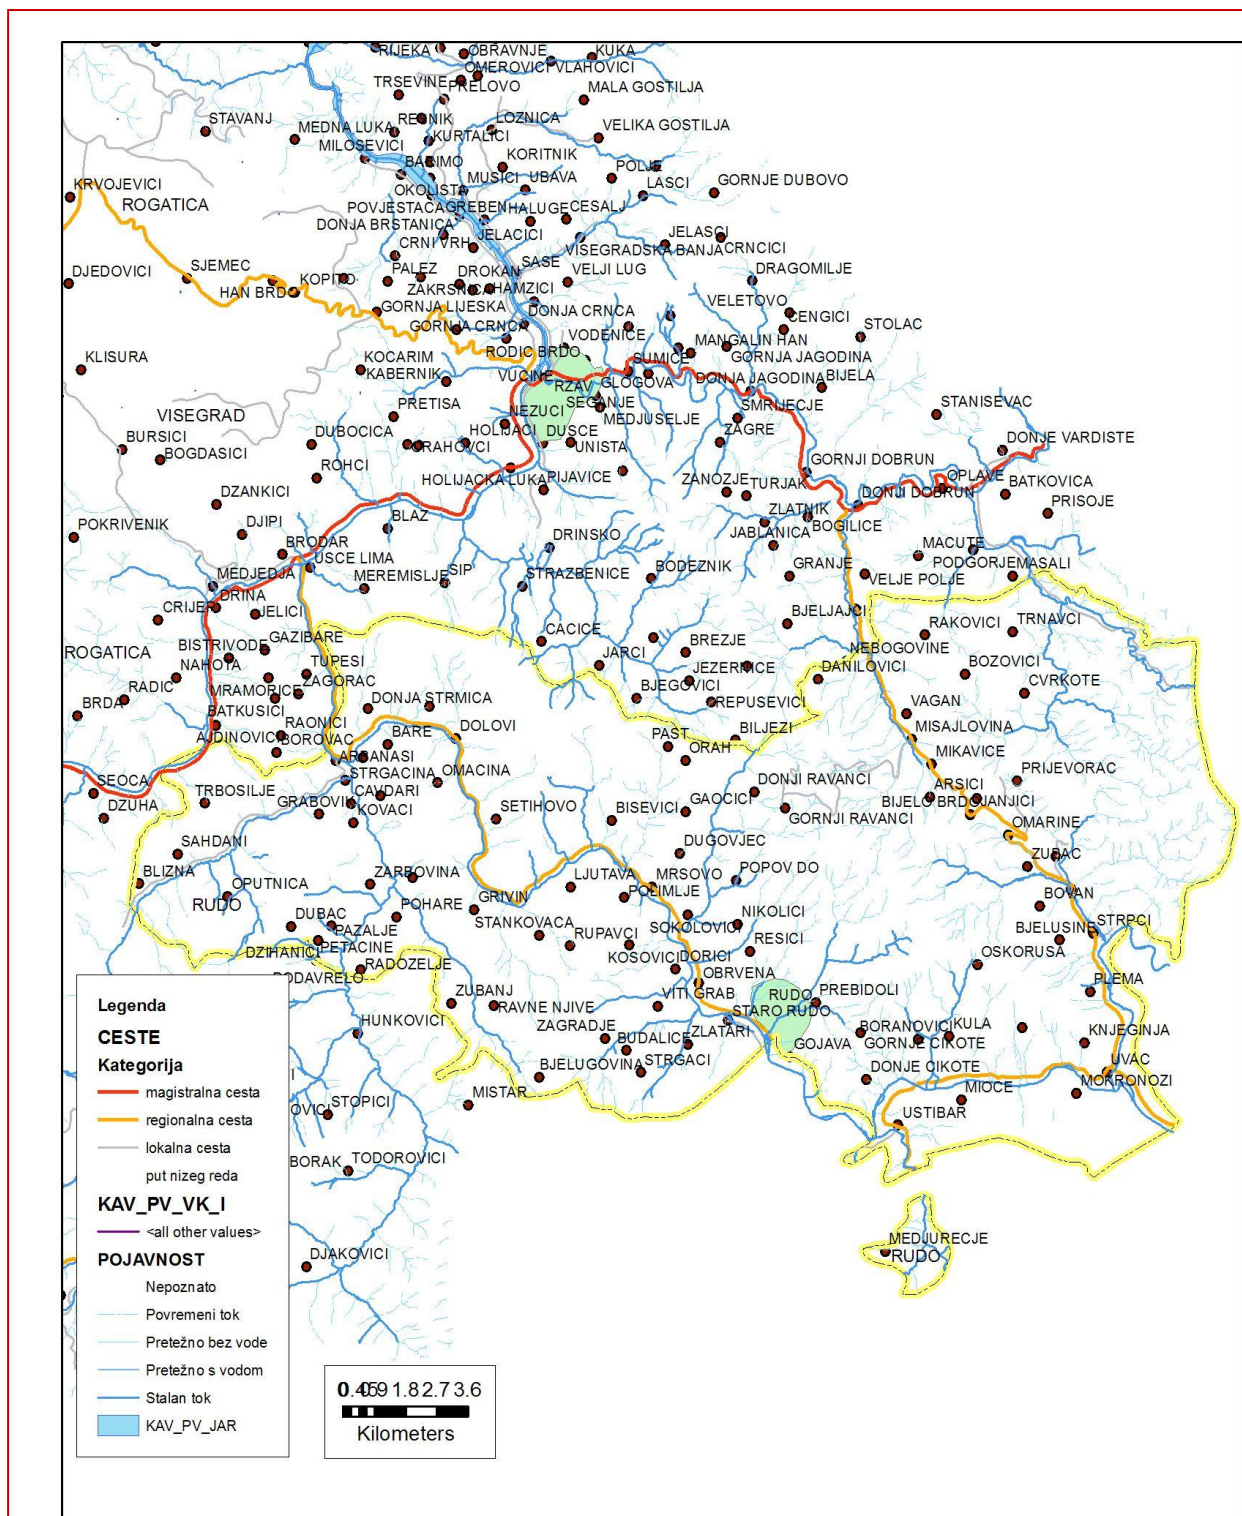 RIJEKA
OBRAVNJE
KUKA
OMEROVICI
VLAHOVICI
TRSEVINE
PRELOVO
MALA GOSTILJA
STAVANJ
MEDNA LUKA
RESNIK
LOZNICA
VELIKA GOSTILJA
MILOSEVICI
KURTALICI
BARIMO
KORITNIK
POLJE
KRVOJEVICI
ROGATICA
OKOLISTA
MUSICI
UBAVA
LASCI
GORNJE DUBOVO
POVJESTACA
GREBEN
HALUGE
CESALJ
DONJA BRSTANICA
JELACICI
CRNI VRH
VISEGRADSKA BANJA
JELASCI
CRNCICI
DJEDOVICI
SJEMEC
HAN BRDO
KOPITO
PALEZ
DROKAN
SASE
VELJI LUG
DRAGOMILJE
ZAKRSNICA
HAMZICI
GORNJA LIJESKA
DONJA CRNCA
VELETOVO
CENGICI
GORNJA CRNCA
VODENICE
STOLAC
KLISURA
KOCARIM
RODIC BRDO
MANGALIN HAN
GORNJA JAGODINA
KABERNIK
VUCINE
RZAV
GLOGOVA
SUMICE
DONJA JAGODINA
BIJELA
VISEGRAD
PRETISA
NEZUCI
SEGANJE
MEDJUSELJE
SMRIJECJE
STANISEVAC
BURSICI
BOGDASICI
DUBOCICA
GRAHOVCI
HOLIJACI
DUSCE
UNISTA
ZAGRE
DONJE VARDISTE
ROHCI
HOLIJACKA LUKA
PIJAVICE
GORNJI DOBRUN
OPLAVE
DZANKICI
ZANOZJE
TURJAK
DONJI DOBRUN
BATKOVICA
PRISOJE
POKRIVENIK
DJIPI
BLAZ
DRINSKO
ZLATNIK
BOGILICE
JABLANICA
BRODAR
USCE LIMA
MACUTE
MEDJEDJA
MEREMISLJE
SIP
STRAZBENICE
BODEZNIK
GRANJE
VELJE POLJE
PODGORJE
MASALI
DRINA
CRIJEP
JELICI
BJELJAJCI
RAKOVICI
TRNAVCI
ROGATICA
BISTRIVODE
GAZIBARE
CACICE
BREZJE
NEBOGOVINE
NAHOTA
TUPESI
JARCI
JEZERNICE
DANILOVICI
BOZOVICI
RADIC
MRAMORICE
ZAGORAC
DONJA STRMICA
BJEGOVICI
REPUSEVICI
CVRKOTE
BRDA
BATKUSICI
RAONICI
DOLOVI
VAGAN
MISAJLOVINA
AJDINOVICI
BOROVAC
BARE
PAST
ORAH
BILJEZI
MIKAVICE
ARBANASI
SEOCA
STRGACINA
OMACINA
DONJI RAVANCI
ARSICI
PRIJEVORAC
DZUHA
TRBOSILJE
GRABOVIK
CAVDARI
KOVACI
SETIHOVO
BISEVICI
GAOCICI
GORNJI RAVANCI
BIJELO BRDO
JANJICI
OMARINE
SAHDANI
DUGOVJEC
ZUBAC
BLIZNA
OPUTNICA
ZARBOVINA
LJUTAVA
MRSOVO
POLIMLJE
POPOV DO
RUDO
POHARE
GRIVIN
BOVAN
DUBAC
PAZALJE
STANKOVACA
RUPAVCI
SOKOLOVICI
NIKOLICI
BJELUSINE
STRPCI
DZIHANICI
PETACINE
KOSOVICI
DORICI
RESICI
OSKORUSA
RADOZELJE
OBRVENA
ZUBANJ
RAVNE NJIVE
VITI GRAB
RUDO
PREBIDOLI
PLEMA
STARO RUDO
HUNKOVICI
ZAGRADJE
BUDALICE
ZLATARI
GOJAVA
BORANOVICI
KULA
GORNJE CIKOTE
KNJEGINJA
BJELUGOVINA
STRGACI
DONJE CIKOTE
UVAC
MISTAR
MIOCE
MOKRONOZI
STOPICI
USTIBAR
BORAK
TODOROVICI
DJAKOVICI
MEDJURECJE
RUDO
Legenda
CESTE
Kategorija
magistralna cesta
regionalna cesta
lokalna cesta
put nizeg reda
KAV_PV_VK_I
<all other values>
POJAVNOST
Nepoznato
Povremeni tok
Pretežno bez vode
Pretežno s vodom
Stalan tok
KAV_PV_JAR
0 0.45 0.9 1.8 2.7 3.6
Kilometers